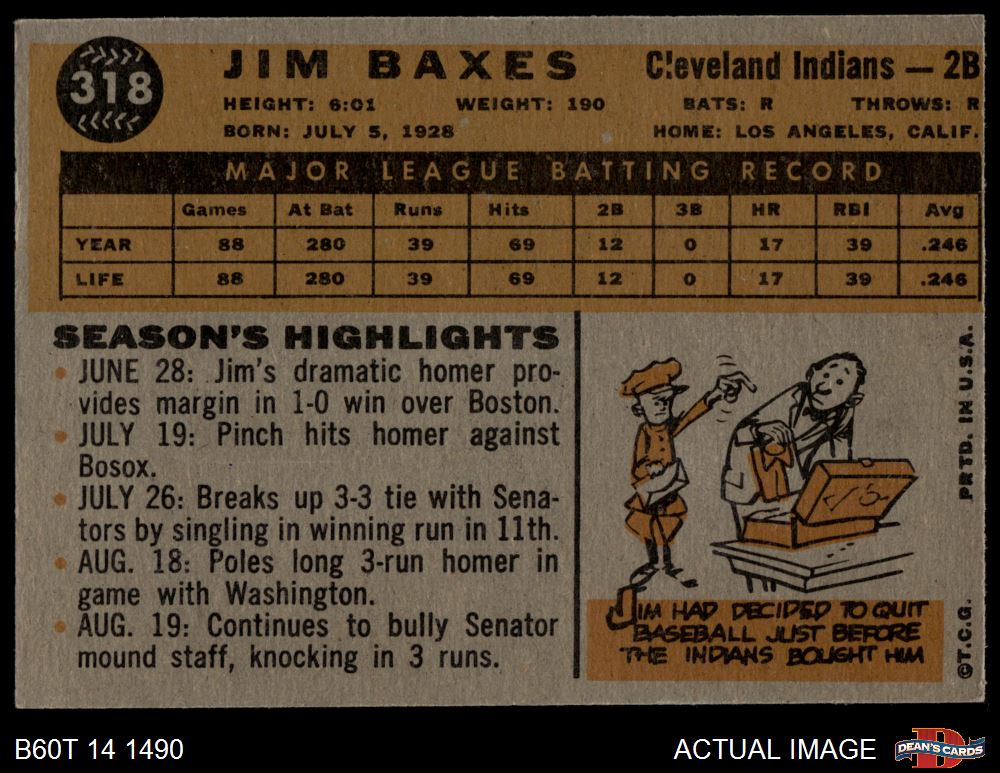 318
JIM BAXES
Cleveland Indians — 2B
HEIGHT: 6:01 WEIGHT: 190 BATS: R THROWS: R
BORN: JULY 5, 1928 HOME: LOS ANGELES, CALIF.
MAJOR LEAGUE BATTING RECORD
Games At Bat Runs Hits 2B 3B HR RBI Avg
YEAR 88 280 39 69 12 0 17 39 .246
LIFE 88 280 39 69 12 0 17 39 .246
SEASON'S HIGHLIGHTS
• JUNE 28: Jim's dramatic homer pro-
vides margin in 1-0 win over Boston.
• JULY 19: Pinch hits homer against
Bosox.
• JULY 26: Breaks up 3-3 tie with Sena-
tors by singling in winning run in 11th.
• AUG. 18: Poles long 3-run homer in
game with Washington.
• AUG. 19: Continues to bully Senator
mound staff, knocking in 3 runs.
JIM HAD DECIDED TO QUIT
BASEBALL JUST BEFORE
THE INDIANS BOUGHT HIM
©T.C.G. PRTD. IN U.S.A.
B60T 14 1490
ACTUAL IMAGE
DEAN'S CARDS